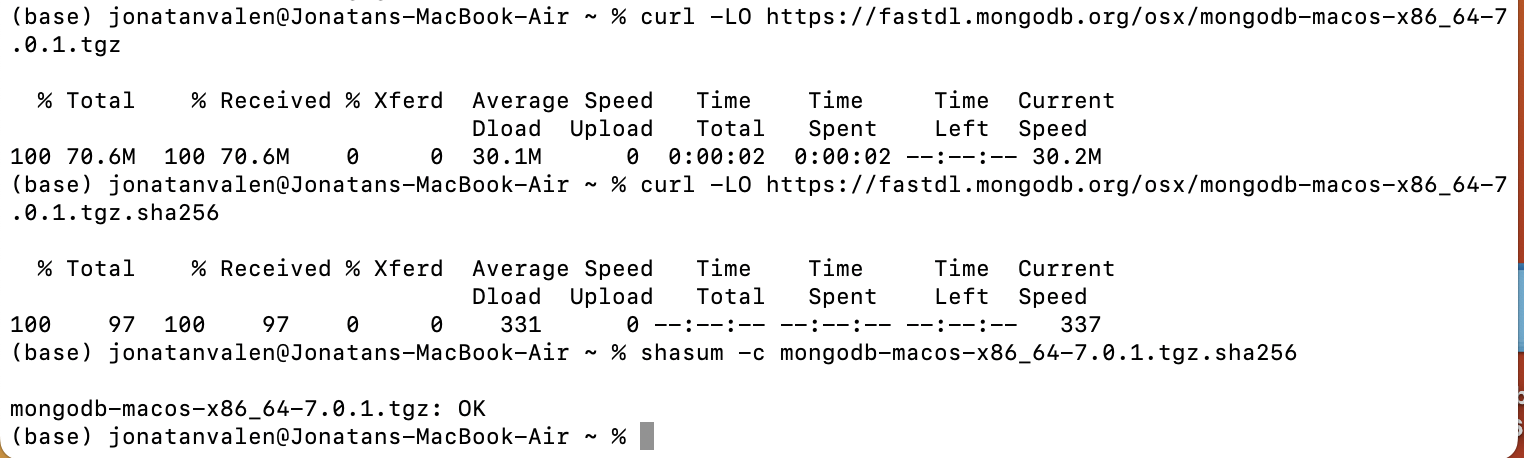 (base) jonatanvalen@Jonatans-MacBook-Air ~ % curl -LO https://fastdl.mongodb.org/osx/mongodb-macos-x86_64-7
.0.1.tgz
% Total % Received % Xferd Average Speed Time Time Time Current
Dload Upload Total Spent Left Speed
100 70.6M 100 70.6M 0 0 30.1M 0 0:00:02 0:00:02 --:--:-- 30.2M
(base) jonatanvalen@Jonatans-MacBook-Air ~ % curl -LO https://fastdl.mongodb.org/osx/mongodb-macos-x86_64-7
.0.1.tgz.sha256
% Total % Received % Xferd Average Speed Time Time Time Current
Dload Upload Total Spent Left Speed
100 97 100 97 0 0 331 0 --:--:-- --:--:-- --:--:-- 337
(base) jonatanvalen@Jonatans-MacBook-Air ~ % shasum -c mongodb-macos-x86_64-7.0.1.tgz.sha256
mongodb-macos-x86_64-7.0.1.tgz: OK
(base) jonatanvalen@Jonatans-MacBook-Air ~ %